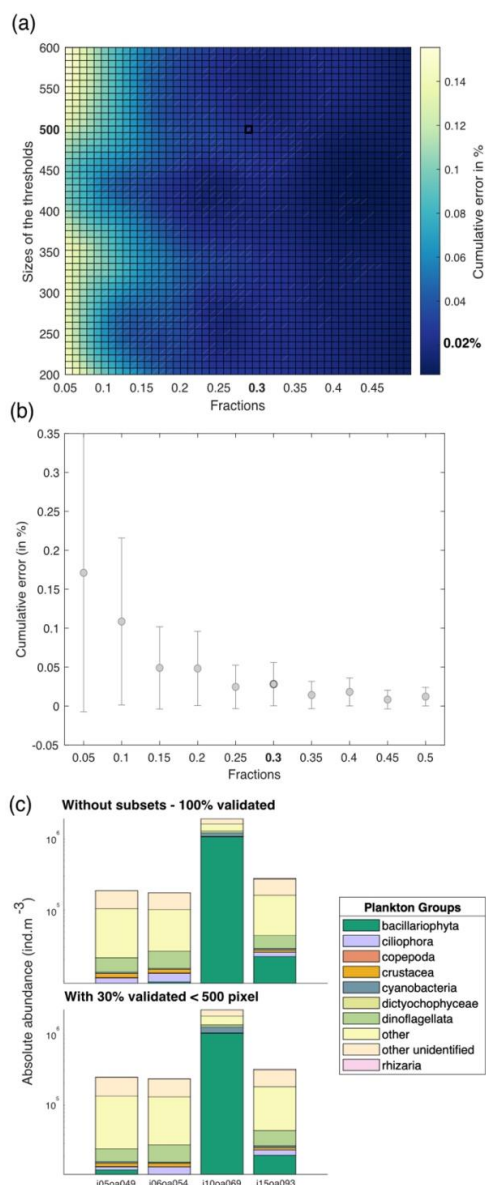 (a)
600
550
500
450
400
350
300
250
200
Sizes of the thresholds
0.05 0.1 0.15 0.2 0.25 0.3 0.35 0.4 0.45
Fractions
0.14
0.12
0.1
0.08
0.06
0.04
0.02%
Cumulative error in %
(b)
0.35
0.3
0.25
0.2
0.15
0.1
0.05
0
-0.05
Cumulative error (in %)
0.05 0.1 0.15 0.2 0.25 0.3 0.35 0.4 0.45 0.5
Fractions
(c)
Without subsets - 100% validated
10⁶
10⁵
With 30% validated < 500 pixel
10⁶
10⁵
Absolute abundance (ind.m⁻³)
j05oa049 j06oa054 j10oa069 j15oa093
Plankton Groups
bacillariophyta
ciliophora
copepoda
crustacea
cyanobacteria
dictyochophyceae
dinoflagellata
other
other unidentified
rhizaria